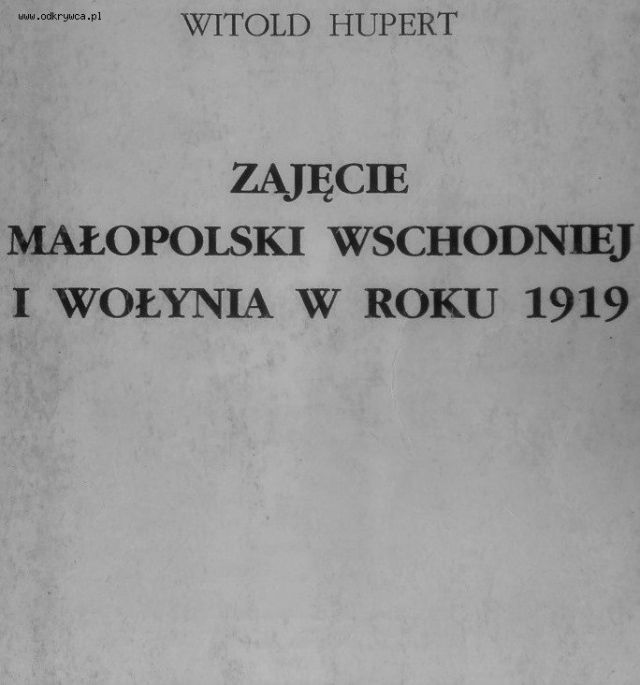 www.odkrywca.pl
WITOLD HUPERT
ZAJĘCIE
MAŁOPOLSKI WSCHODNIEJ
I WOŁYNIA W ROKU 1919